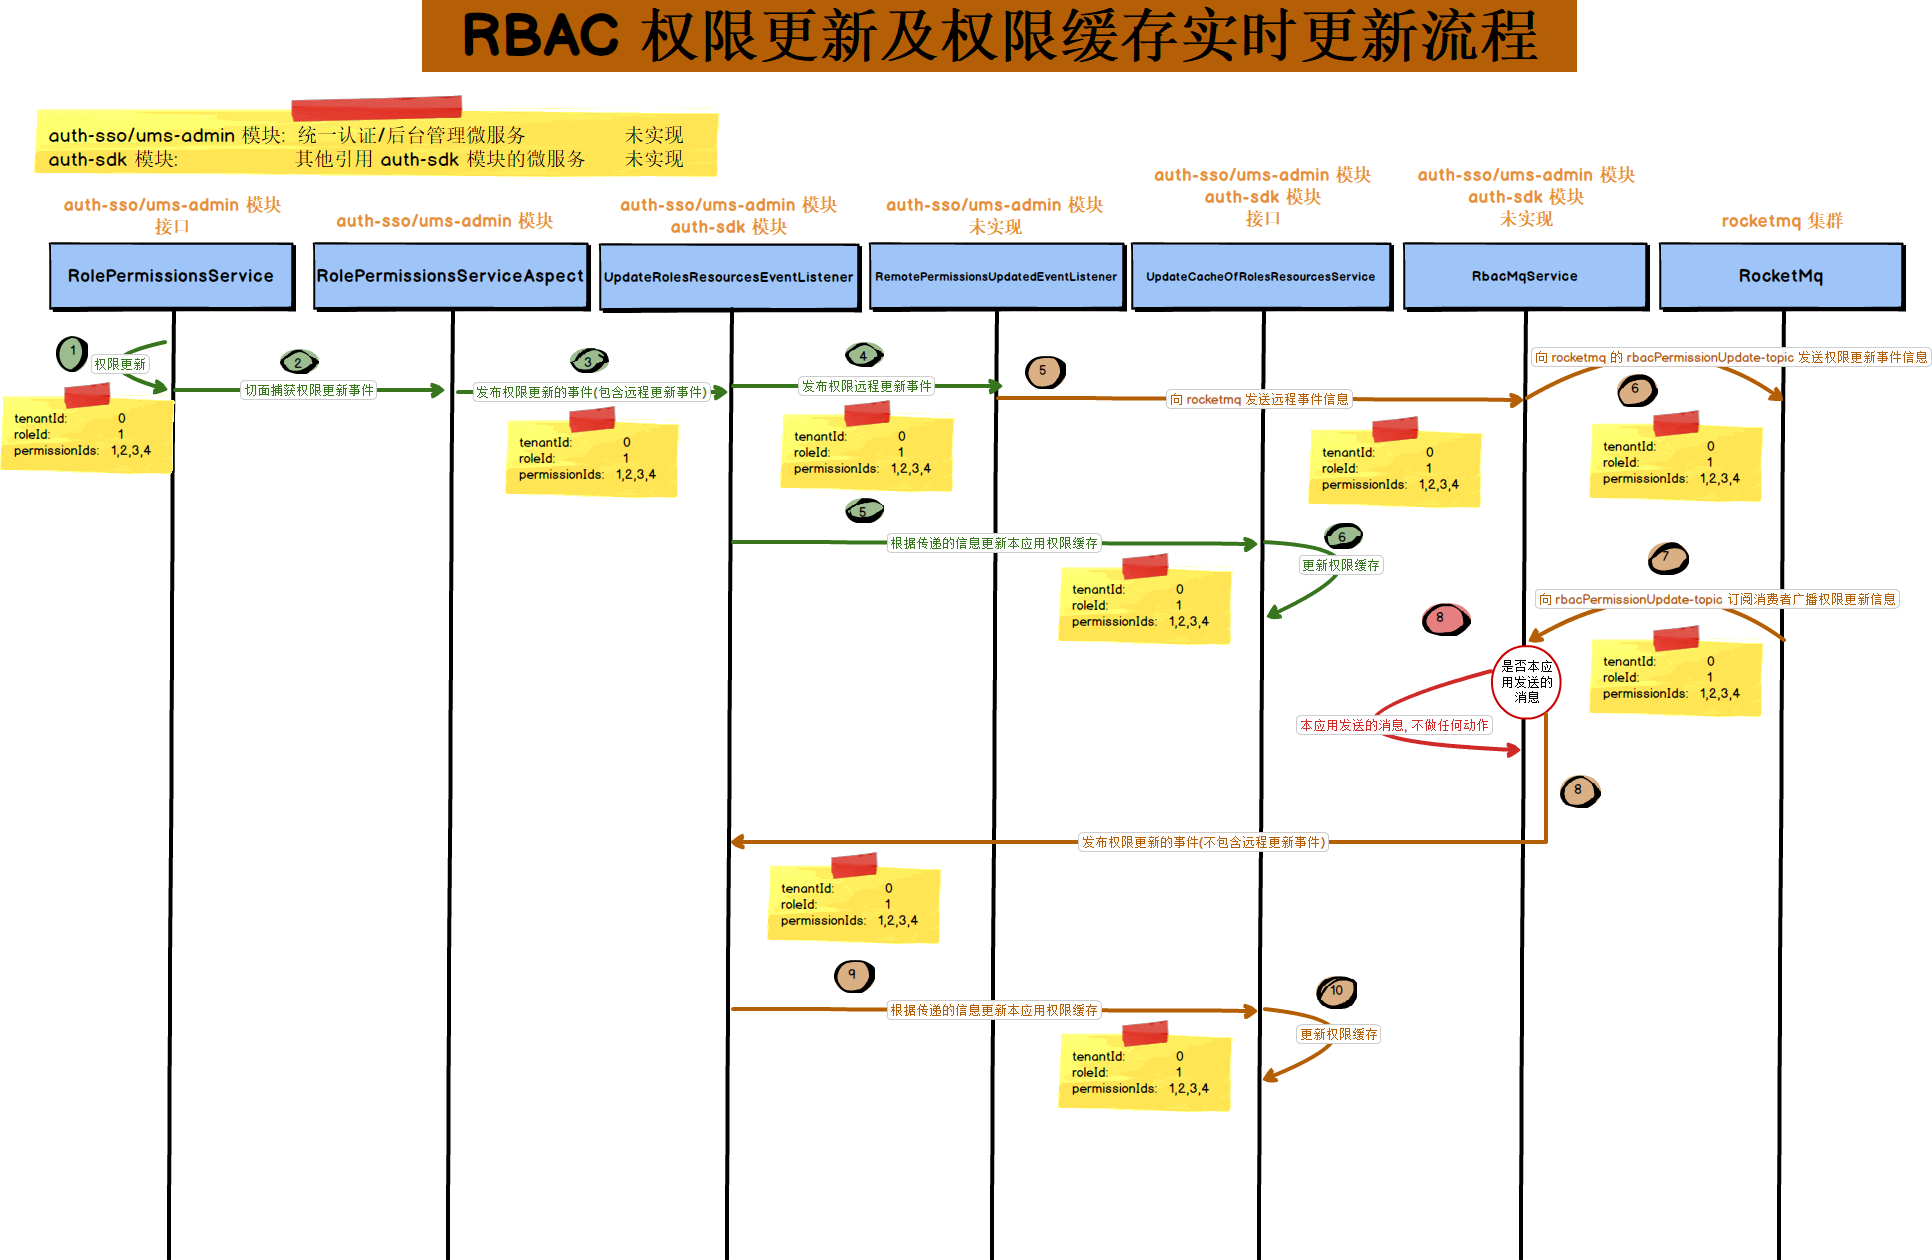 RBAC 权限更新及权限缓存实时更新流程
auth-sso/ums-admin 模块: 统一认证/后台管理微服务 未实现
auth-sdk 模块: 其他引用 auth-sdk 模块的微服务 未实现
auth-sso/ums-admin 模块
接口
auth-sso/ums-admin 模块
auth-sso/ums-admin 模块
auth-sdk 模块
auth-sso/ums-admin 模块
未实现
auth-sso/ums-admin 模块
auth-sdk 模块
接口
auth-sso/ums-admin 模块
auth-sdk 模块
未实现
rocketmq 集群
RolePermissionsService
RolePermissionsServiceAspect
UpdateRolesResourcesEventListener
RemotePermissionsUpdatedEventListener
UpdateCacheOfRolesResourcesService
RbacMqService
RocketMq
1
权限更新
tenantId: 0
roleId: 1
permissionIds: 1,2,3,4
2
切面捕获权限更新事件
3
发布权限更新的事件(包含远程更新事件)
tenantId: 0
roleId: 1
permissionIds: 1,2,3,4
4
发布权限远程更新事件
tenantId: 0
roleId: 1
permissionIds: 1,2,3,4
5
向 rocketmq 发送远程事件信息
tenantId: 0
roleId: 1
permissionIds: 1,2,3,4
向 rocketmq 的 rbacPermissionUpdate-topic 发送权限更新事件信息
6
tenantId: 0
roleId: 1
permissionIds: 1,2,3,4
5
根据传递的信息更新本应用权限缓存
tenantId: 0
roleId: 1
permissionIds: 1,2,3,4
6
更新权限缓存
7
向 rbacPermissionUpdate-topic 订阅消费者广播权限更新信息
tenantId: 0
roleId: 1
permissionIds: 1,2,3,4
8
是否本应
用发送的
消息
本应用发送的消息, 不做任何动作
8
发布权限更新的事件(不包含远程更新事件)
tenantId: 0
roleId: 1
permissionIds: 1,2,3,4
9
根据传递的信息更新本应用权限缓存
tenantId: 0
roleId: 1
permissionIds: 1,2,3,4
10
更新权限缓存